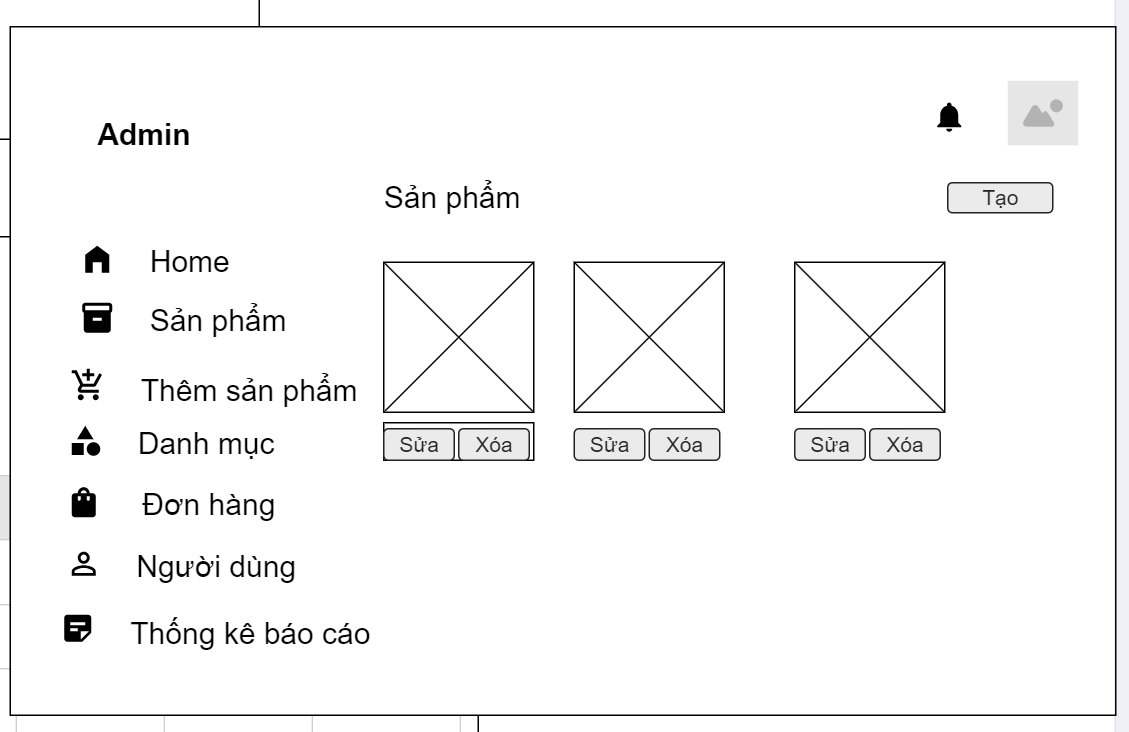 Admin
Sản phẩm
Tạo
Home
Sản phẩm
Thêm sản phẩm
Danh mục
Đơn hàng
Người dùng
Thống kê báo cáo
Sửa Xóa Sửa Xóa Sửa Xóa